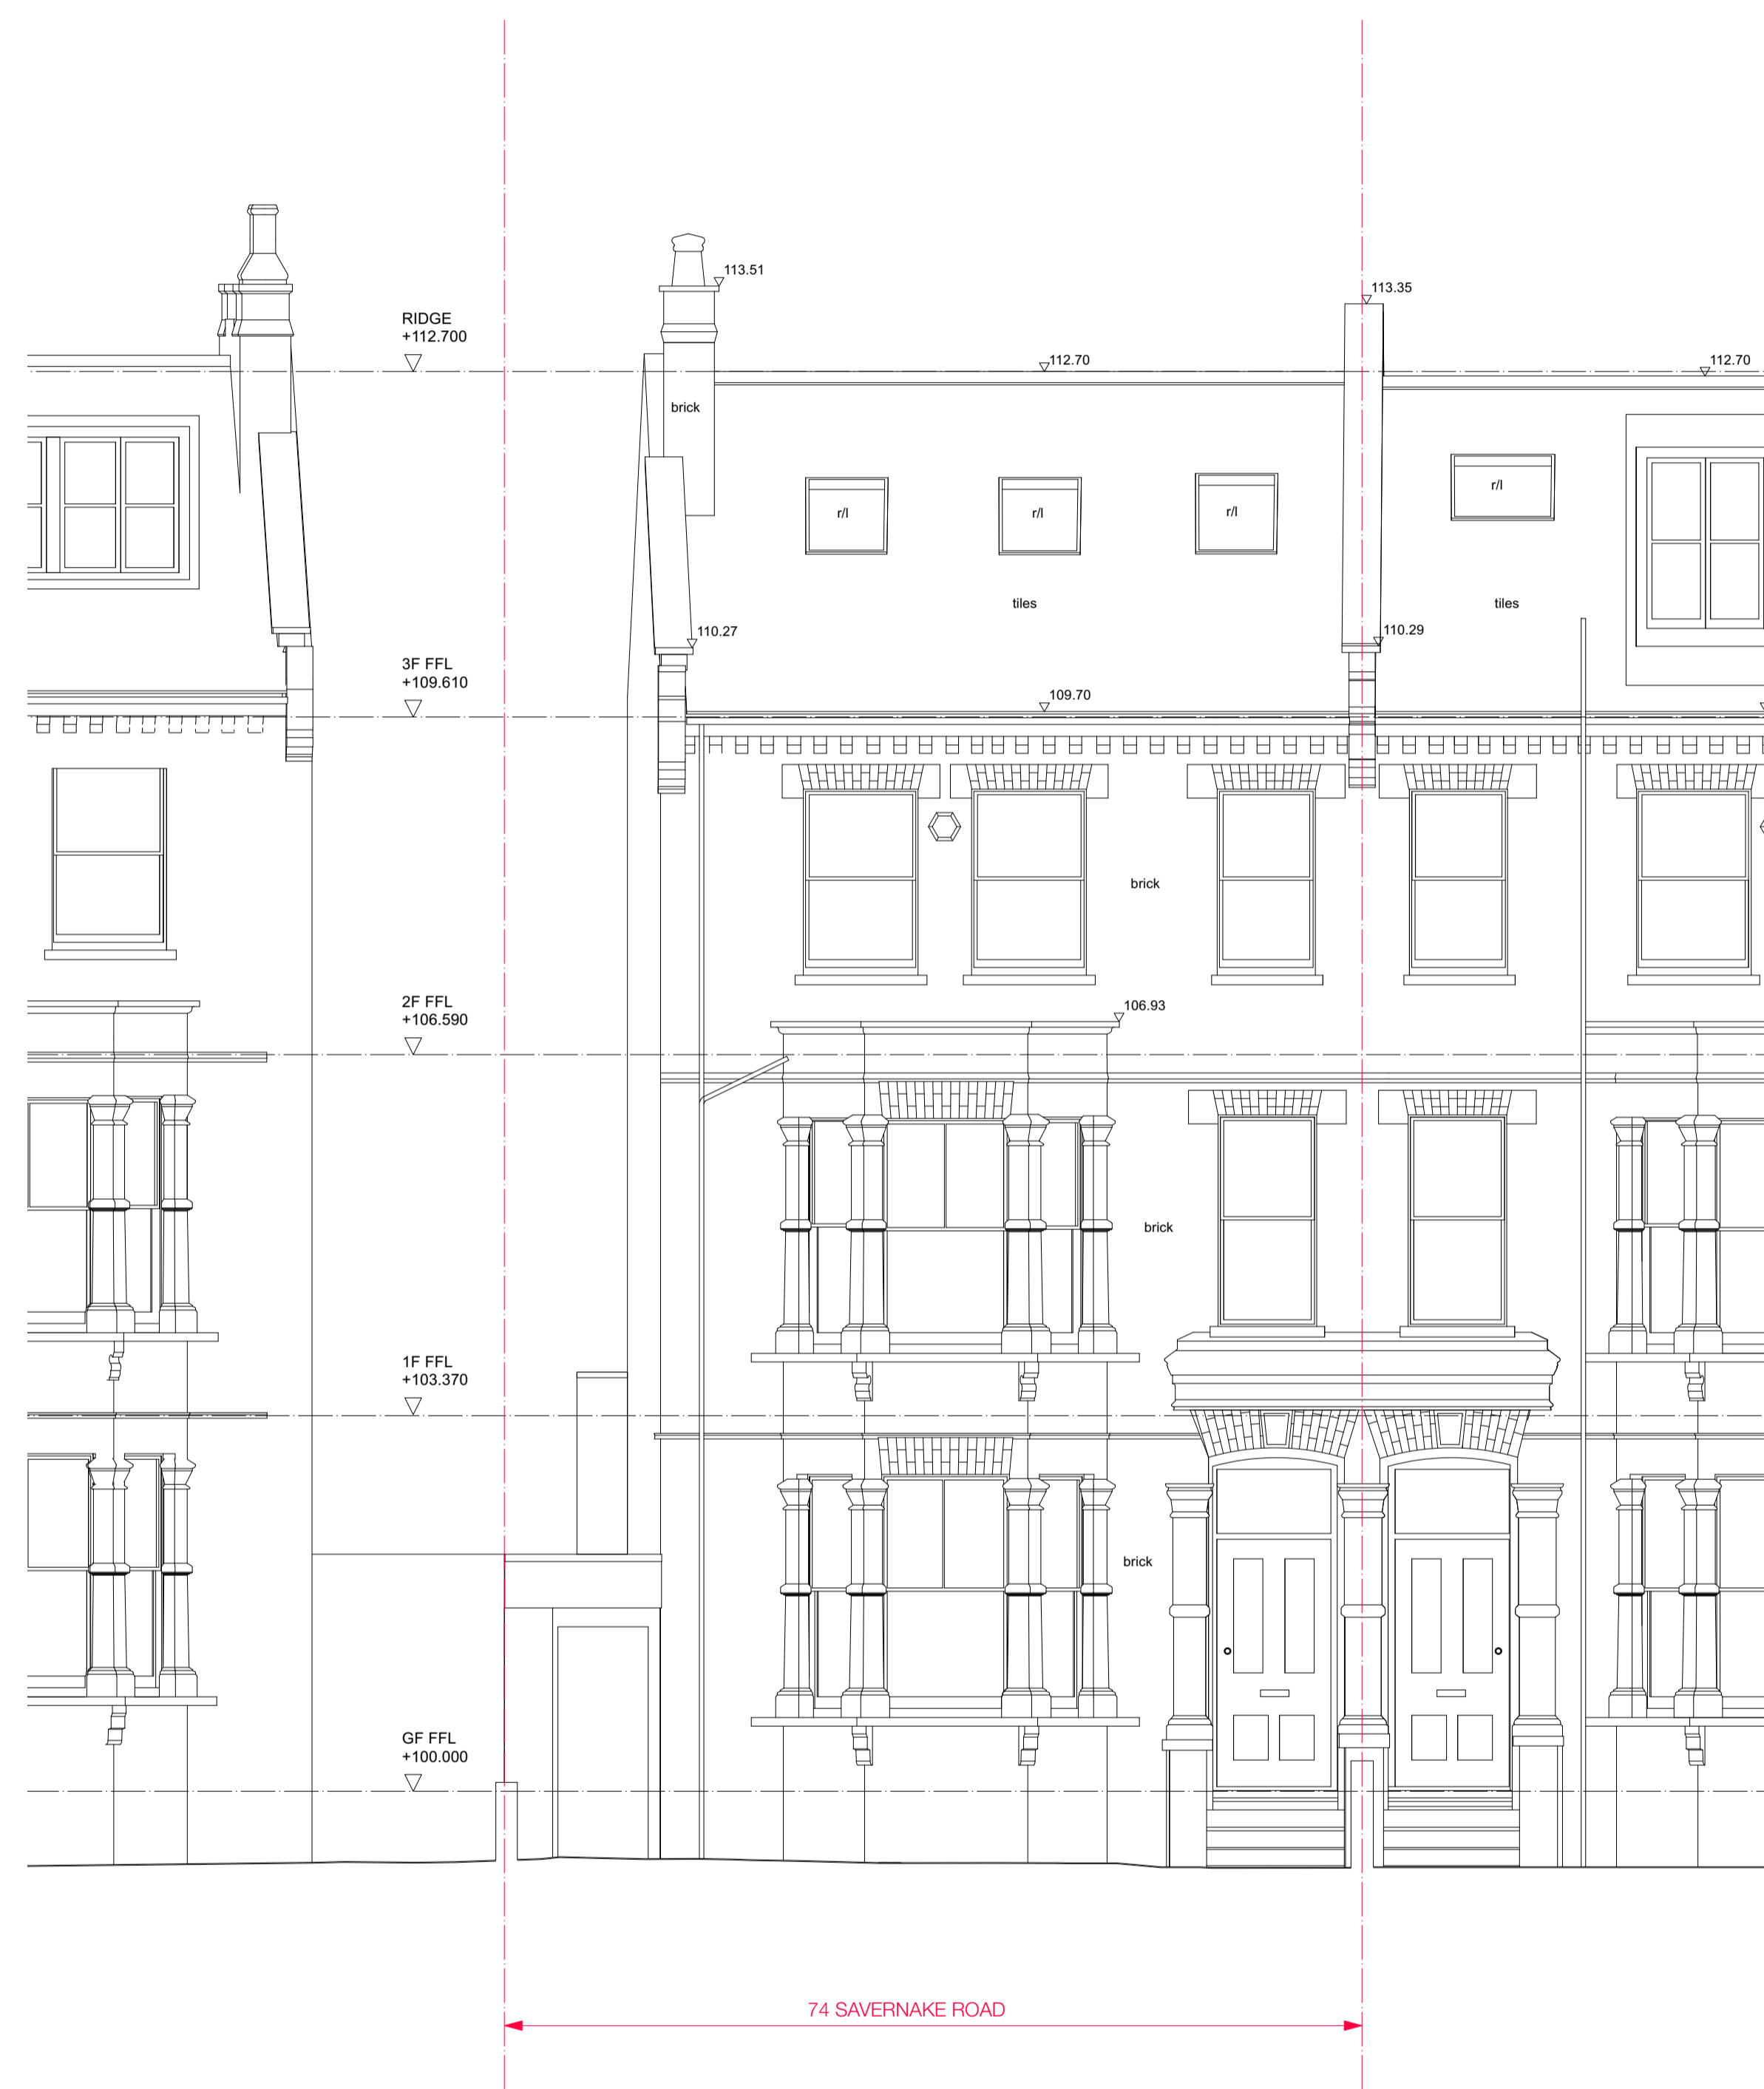 113.51
113.35
RIDGE
+112.700
112.70
112.70
brick
r/l
r/l
r/l
r/l
tiles
tiles
110.27
110.29
3F FFL
+109.610
109.70
brick
2F FFL
+106.590
106.93
brick
1F FFL
+103.370
brick
GF FFL
+100.000
74 SAVERNAKE ROAD